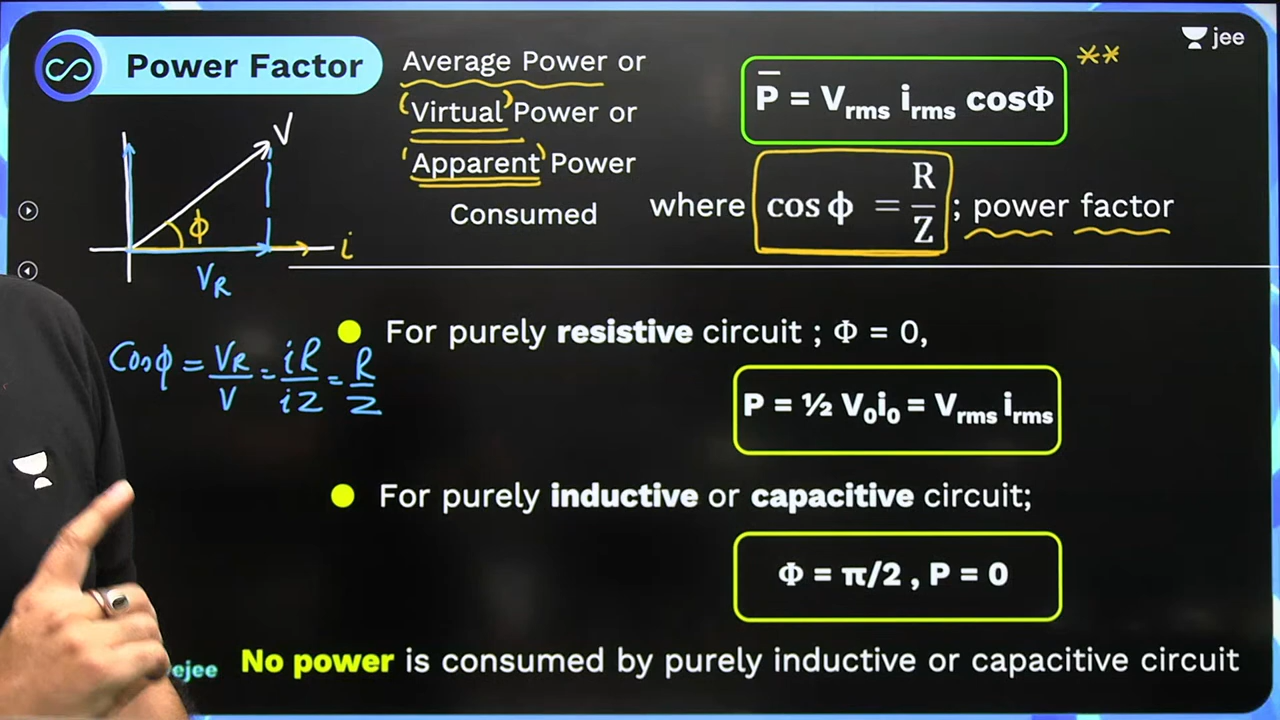 Power Factor
jee
Average Power or
'Virtual' Power or
'Apparent' Power
Consumed
P̅ = Vrms irms cosΦ
**
where cos ϕ = R/Z ; power factor
V
ϕ
i
VR
Cosϕ = VR/V = iR/iZ = R/Z
For purely resistive circuit ; Φ = 0,
P = ½ V₀i₀ = Vrms irms
For purely inductive or capacitive circuit;
Φ = π/2 , P = 0
ejee
No power is consumed by purely inductive or capacitive circuit